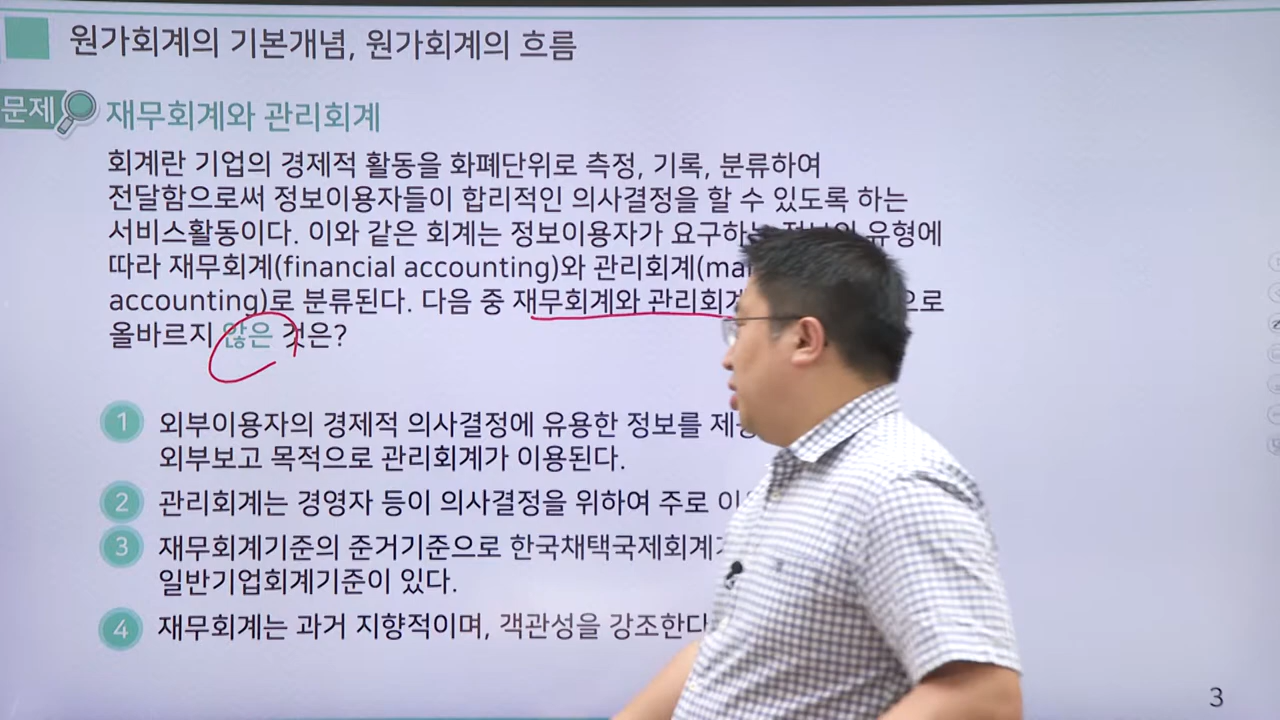 원가회계의 기본개념, 원가회계의 흐름
문제
재무회계와 관리회계
회계란 기업의 경제적 활동을 화폐단위로 측정, 기록, 분류하여
전달함으로써 정보이용자들이 합리적인 의사결정을 할 수 있도록 하는
서비스활동이다. 이와 같은 회계는 정보이용자가 요구하는 유형에
따라 재무회계(financial accounting)와 관리회계
accounting)로 분류된다. 다음 중 재무회계와 관리회계 으로
올바르지 않은 것은?
1 외부이용자의 경제적 의사결정에 유용한 정보를
외부보고 목적으로 관리회계가 이용된다.
2 관리회계는 경영자 등이 의사결정을 위하여 주로
3 재무회계기준의 준거기준으로
일반기업회계기준이 있다.
4 재무회계는 과거 지향적이며, 객관성을 강조한다
3